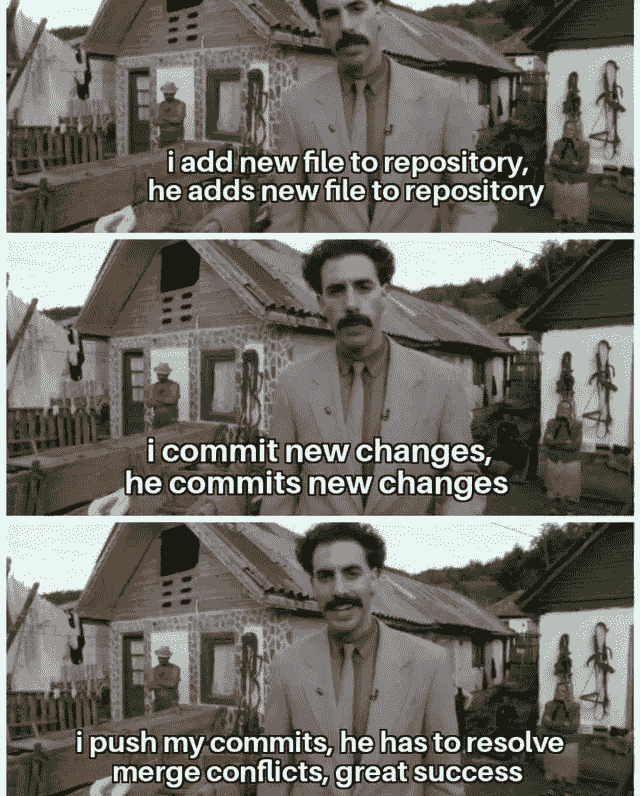 i add new file to repository,
he adds new file to repository
i commit new changes,
he commits new changes
i push my commits, he has to resolve
merge conflicts, great success